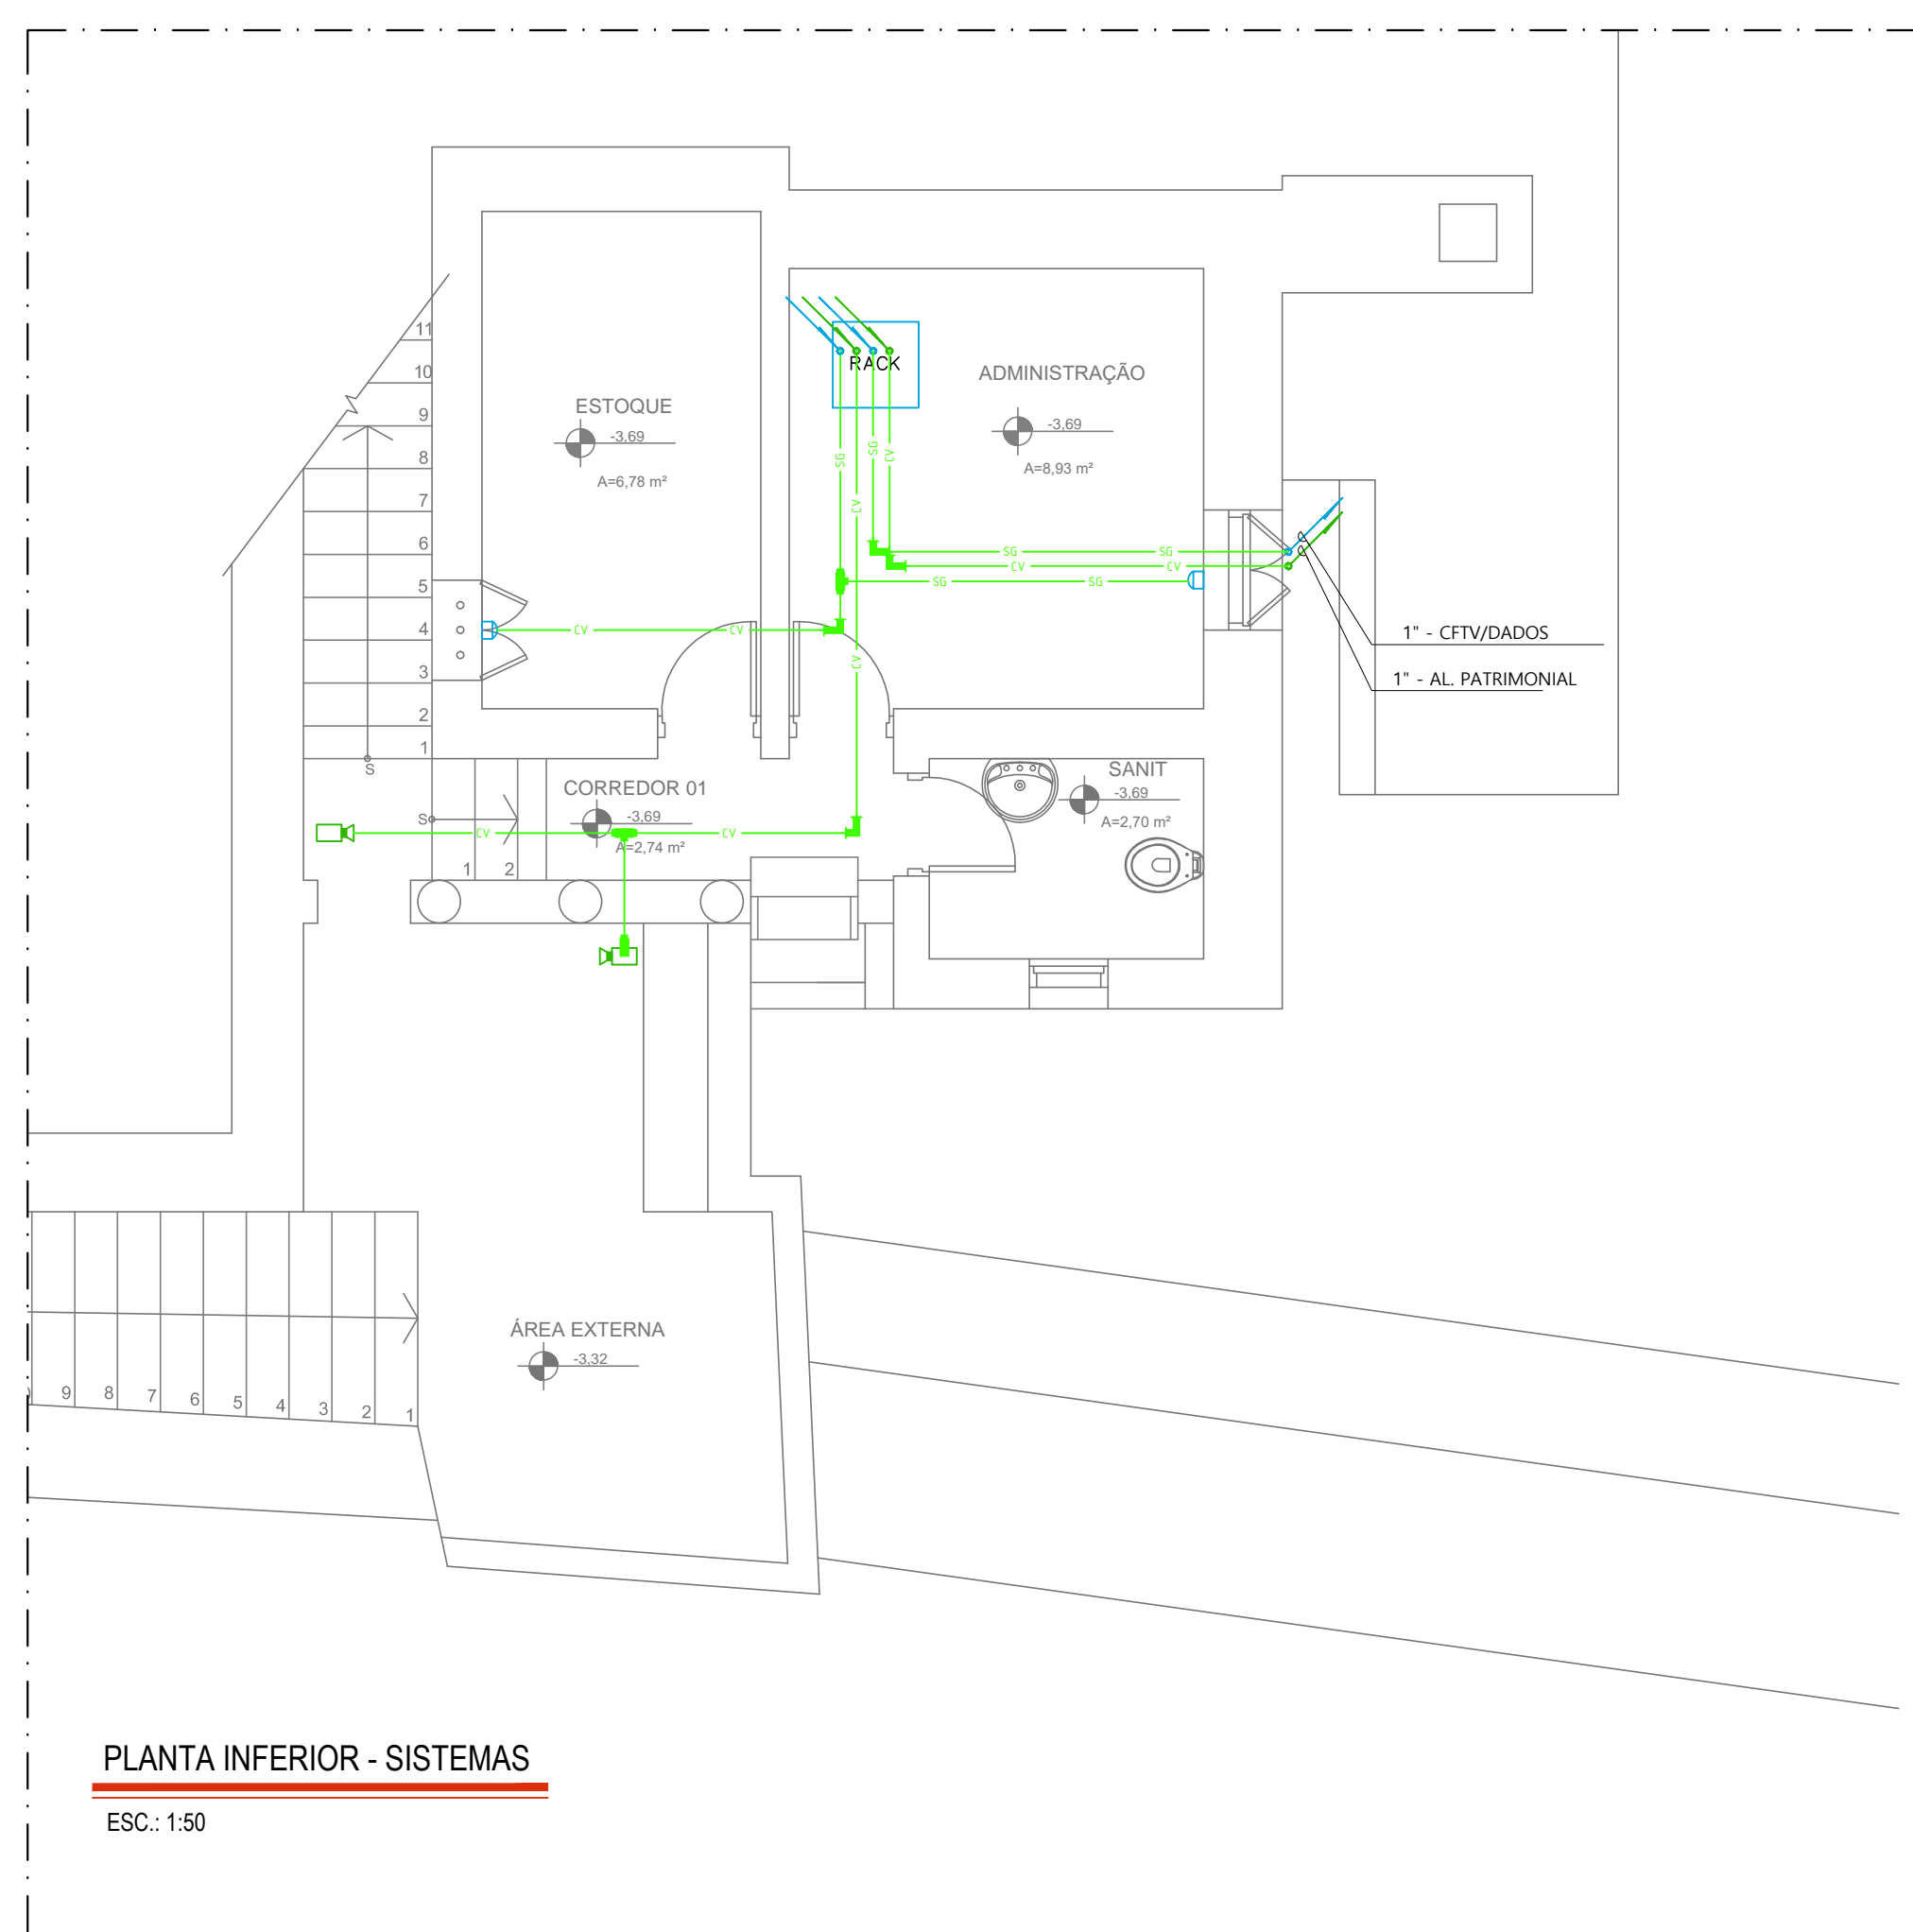 11
10
9
8
7
6
5
4
3
2
1
S
ESTOQUE
-3,69
A=6,78 m²
RACK
ADMINISTRAÇÃO
-3,69
A=8,93 m²
SG
SG
CV
CV
SG
SG
CV
CV
SG
SG
CV
CV
CV
1" - CFTV/DADOS
1" - AL. PATRIMONIAL
CORREDOR 01
-3,69
A=2,74 m²
S
CV
CV
1
2
SANIT
-3,69
A=2,70 m²
ÁREA EXTERNA
-3,32
9
8
7
6
5
4
3
2
1
PLANTA INFERIOR - SISTEMAS
ESC.: 1:50